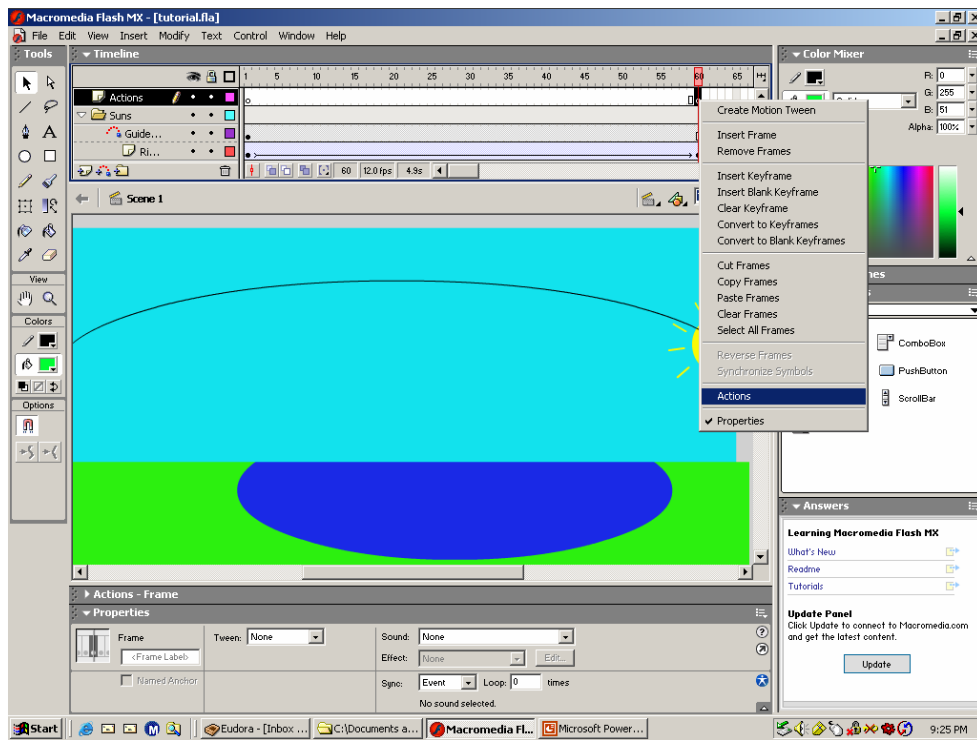 Macromedia Flash MX - [tutorial.fla]
File Edit View Insert Modify Text Control Window Help
Tools
Timeline
Color Mixer
1 5 10 15 20 25 30 35 40 45 50 55 60 65
Actions
Suns
Guide...
Ri...
60 12.0 fps 4.9s
R: 0
G: 255
B: 51
Alpha: 100%
Scene 1
View
Colors
Options
Create Motion Tween
Insert Frame
Remove Frames
Insert Keyframe
Insert Blank Keyframe
Clear Keyframe
Convert to Keyframes
Convert to Blank Keyframes
Cut Frames
Copy Frames
Paste Frames
Clear Frames
Select All Frames
Reverse Frames
Synchronize Symbols
Actions
Properties
ComboBox
PushButton
ScrollBar
Answers
Learning Macromedia Flash MX
What's New
Readme
Tutorials
Update Panel
Click Update to connect to Macromedia.com
and get the latest content.
Update
Actions - Frame
Properties
Frame
<Frame Label>
Named Anchor
Tween: None
Sound: None
Effect: None Edit...
Sync: Event Loop: 0 times
No sound selected.
Start
Eudora - [Inbox ...
C:\Documents a...
Macromedia Fl...
Microsoft Power...
9:25 PM